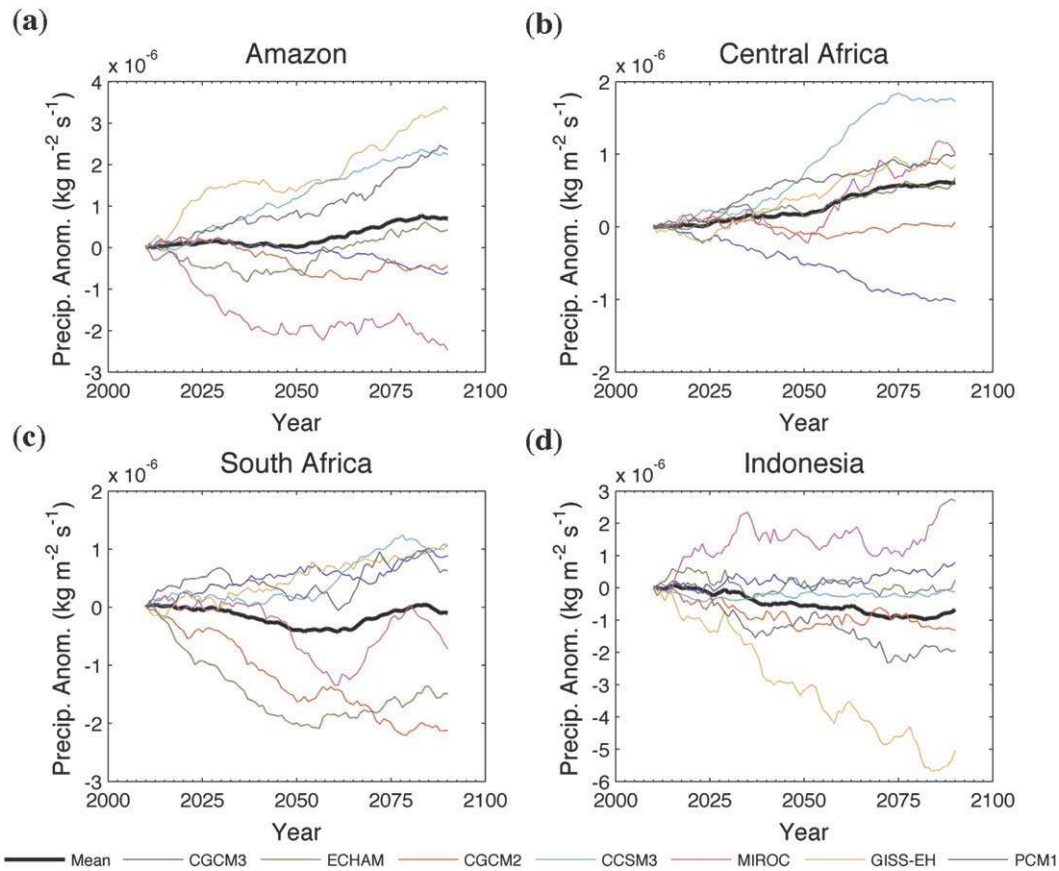 (a)
Amazon
x 10⁻⁶
Precip. Anom. (kg m⁻² s⁻¹)
4
3
2
1
0
-1
-2
-3
2000 2025 2050 2075 2100
Year
(b)
Central Africa
x 10⁻⁶
Precip. Anom. (kg m⁻² s⁻¹)
2
1
0
-1
-2
2000 2025 2050 2075 2100
Year
(c)
South Africa
x 10⁻⁶
Precip. Anom. (kg m⁻² s⁻¹)
2
1
0
-1
-2
-3
2000 2025 2050 2075 2100
Year
(d)
Indonesia
x 10⁻⁶
Precip. Anom. (kg m⁻² s⁻¹)
3
2
1
0
-1
-2
-3
-4
-5
-6
2000 2025 2050 2075 2100
Year
Mean CGCM3 ECHAM CGCM2 CCSM3 MIROC GISS-EH PCM1